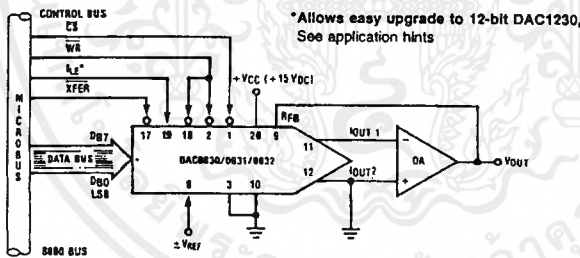 CONTROL BUS
*Allows easy upgrade to 12-bit DAC1230,
See application hints
CS
WR
ILE*
XFER
+VCC (+15 VDC)
MICROBUS
17 19 18 2 1 20 9
RFB
IOUT 1
DB7
DATA BUS
DB0
LSB
DAC0830/0831/0832
11
12
IOUT2
-
+
OA
VOUT
8 3 10
±VREF
8080 BUS